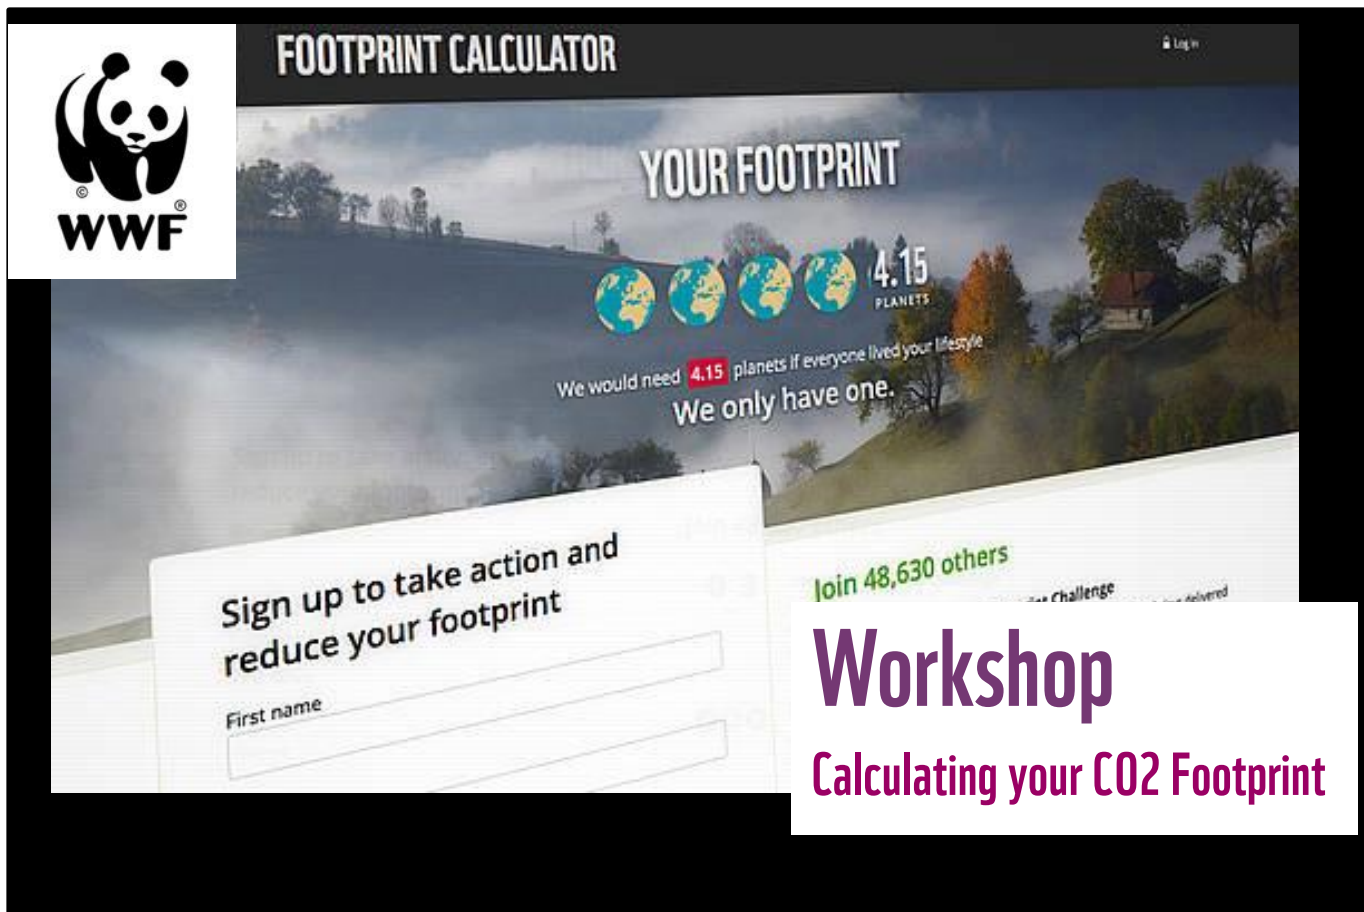 FOOTPRINT CALCULATOR
Log in
©
®
WWF
YOUR FOOTPRINT
4.15
PLANETS
We would need 4.15 planets if everyone lived your lifestyle
We only have one.
Sign up to take action and
reduce your footprint
First name
Join 48,630 others
Challenge
delivered
Workshop
Calculating your CO2 Footprint